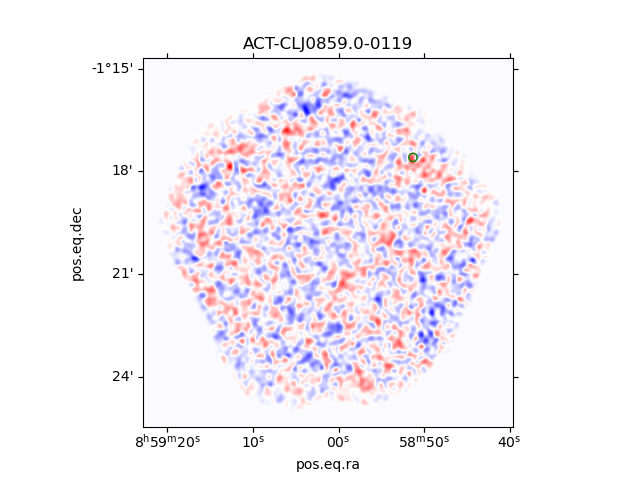 ACT-CLJ0859.0-0119
-1°15'
18'
21'
24'
pos.eq.dec
8ʰ59ᵐ20ˢ 10ˢ 00ˢ 58ᵐ50ˢ 40ˢ
pos.eq.ra